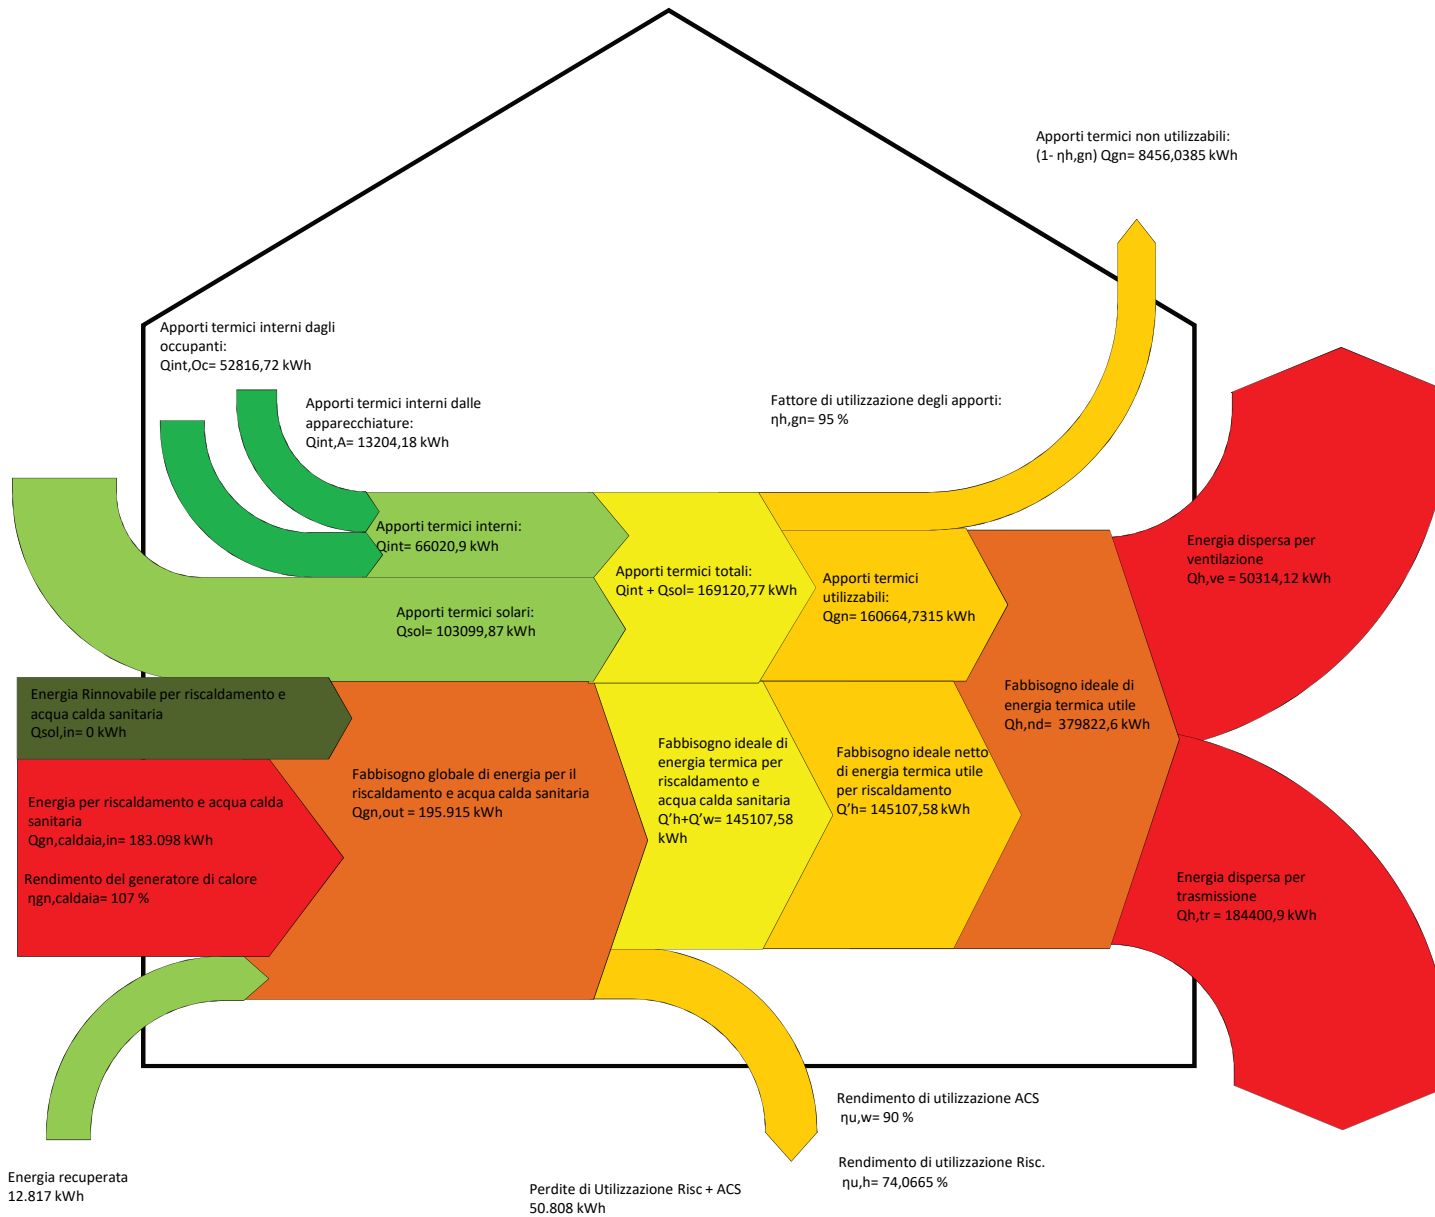 Apporti termici non utilizzabili:
(1- ηh,gn) Qgn= 8456,0385 kWh
Apporti termici interni dagli
occupanti:
Qint,Oc= 52816,72 kWh
Apporti termici interni dalle
apparecchiature:
Qint,A= 13204,18 kWh
Fattore di utilizzazione degli apporti:
ηh,gn= 95 %
Apporti termici interni:
Qint= 66020,9 kWh
Apporti termici totali:
Qint + Qsol= 169120,77 kWh
Apporti termici
utilizzabili:
Qgn= 160664,7315 kWh
Energia dispersa per
ventilazione
Qh,ve = 50314,12 kWh
Apporti termici solari:
Qsol= 103099,87 kWh
Energia Rinnovabile per riscaldamento e
acqua calda sanitaria
Qsol,in= 0 kWh
Fabbisogno ideale di
energia termica utile
Qh,nd=  379822,6 kWh
Fabbisogno globale di energia per il
riscaldamento e acqua calda sanitaria
Qgn,out = 195.915 kWh
Fabbisogno ideale di
energia termica per
riscaldamento e
acqua calda sanitaria
Q’h+Q’w= 145107,58
kWh
Fabbisogno ideale netto
di energia termica utile
per riscaldamento
Q’h= 145107,58 kWh
Energia per riscaldamento e acqua calda
sanitaria
Qgn,caldaia,in= 183.098 kWh
Rendimento del generatore di calore
ηgn,caldaia= 107 %
Energia dispersa per
trasmissione
Qh,tr = 184400,9 kWh
Rendimento di utilizzazione ACS
ηu,w= 90 %
Rendimento di utilizzazione Risc.
ηu,h= 74,0665 %
Energia recuperata
12.817 kWh
Perdite di Utilizzazione Risc + ACS
50.808 kWh